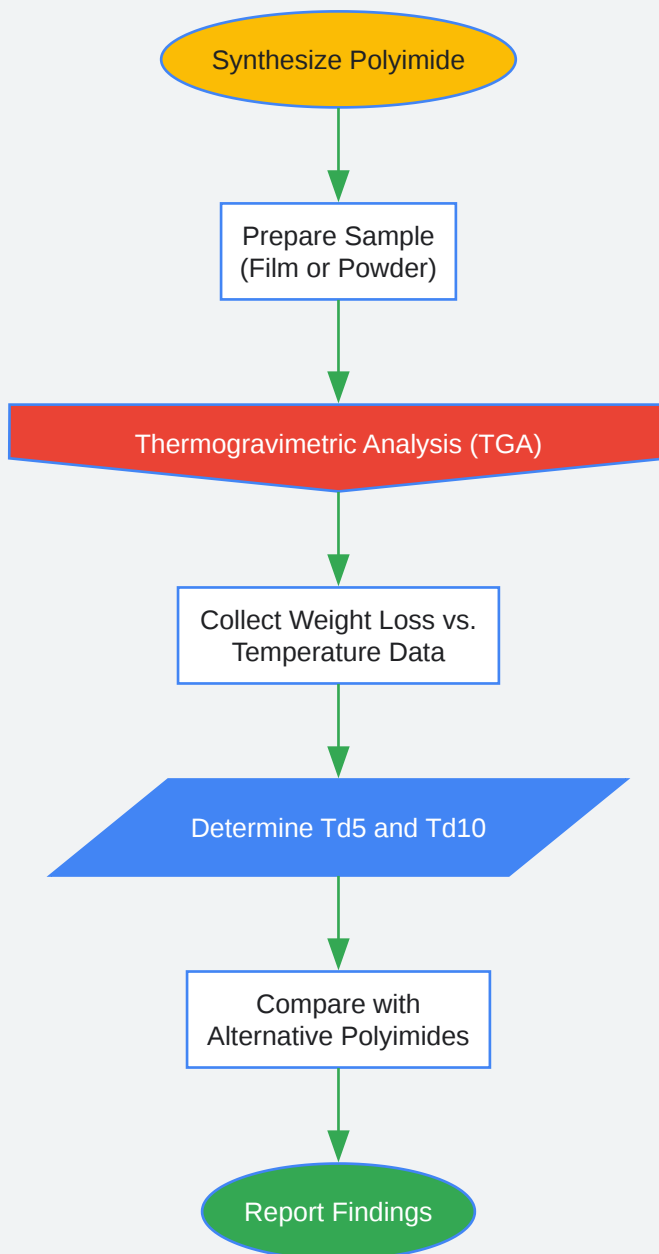 Synthesize Polyimide
Prepare Sample
(Film or Powder)
Thermogravimetric Analysis (TGA)
Collect Weight Loss vs.
Temperature Data
Determine Td5 and Td10
Compare with
Alternative Polyimides
Report Findings